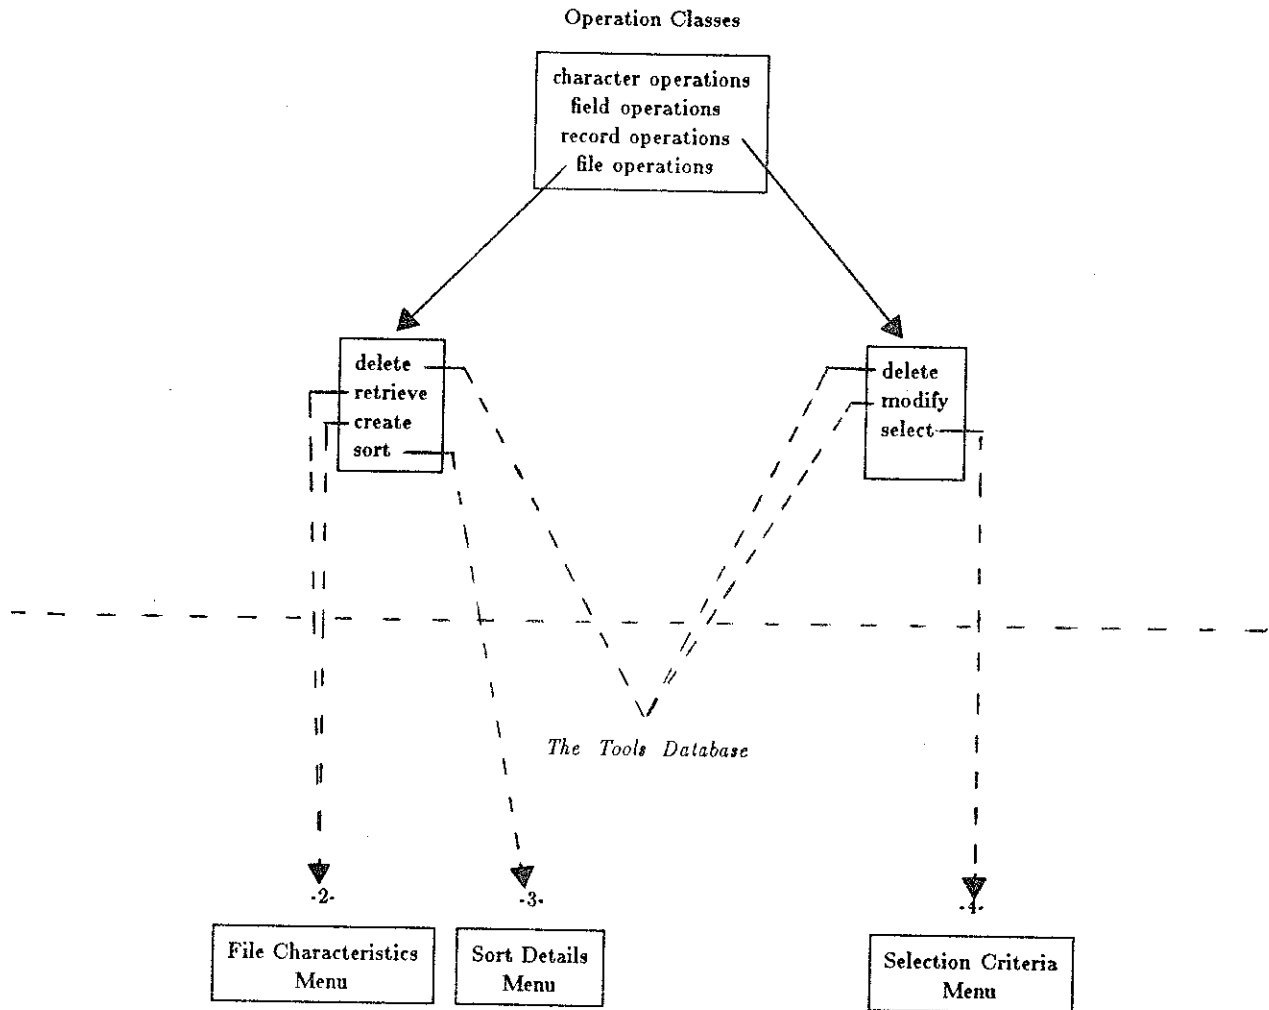 Operation Classes
character operations
field operations
record operations
file operations
delete
retrieve
create
sort
delete
modify
select
The Tools Database
-2-
-3-
-4-
File Characteristics
Menu
Sort Details
Menu
Selection Criteria
Menu